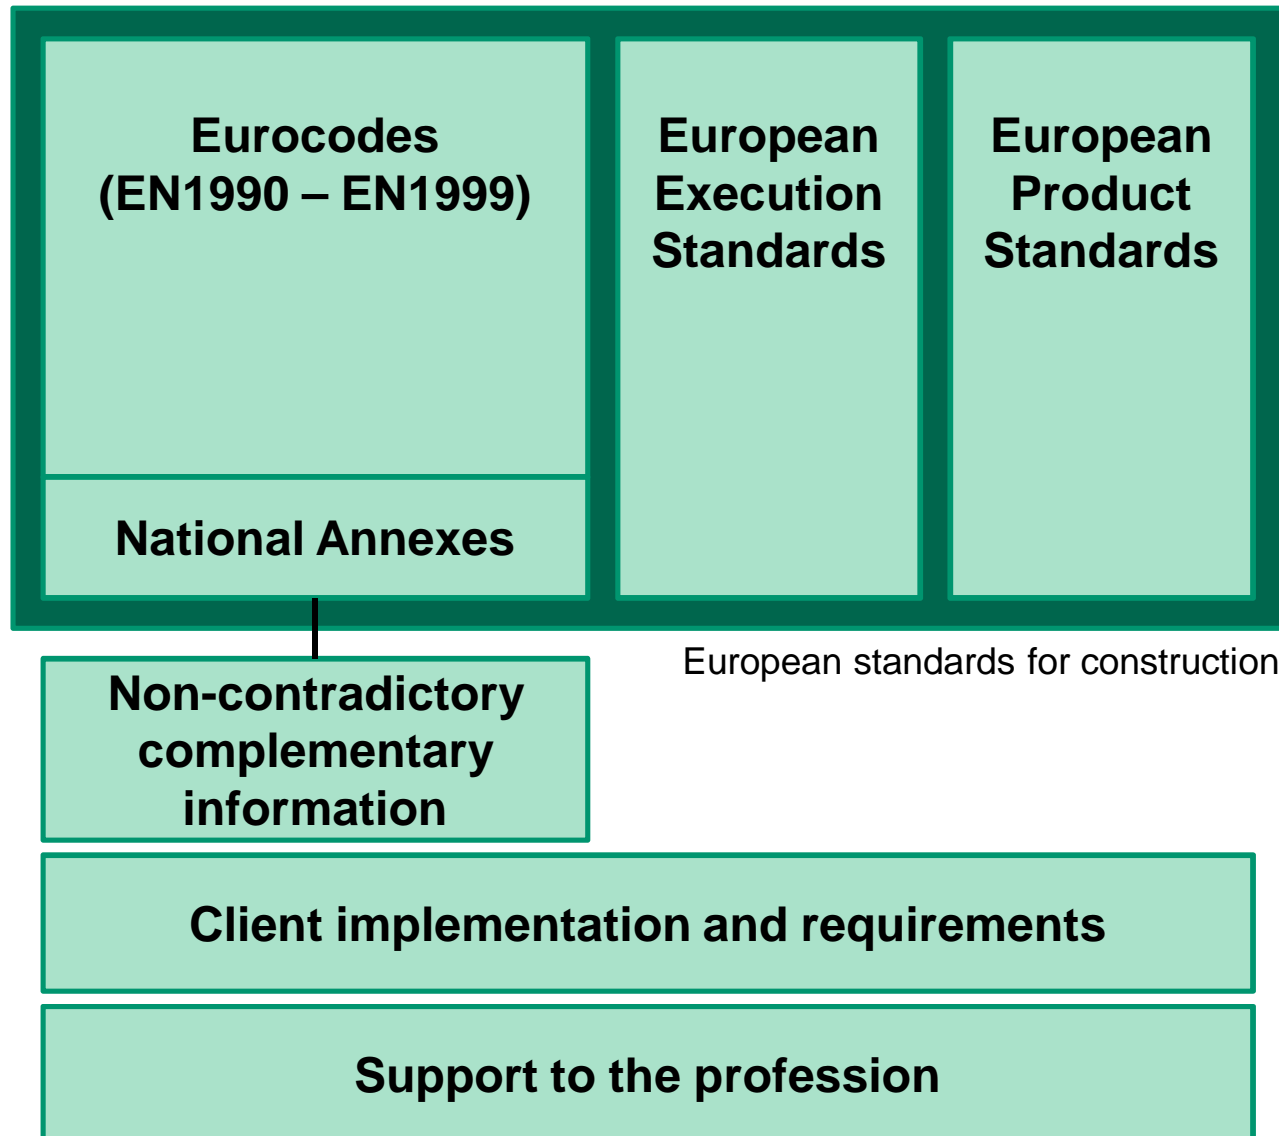 Eurocodes
(EN1990 – EN1999)
European
Execution
Standards
European
Product
Standards
National Annexes
European standards for construction
Non-contradictory
complementary
information
Client implementation and requirements
Support to the profession